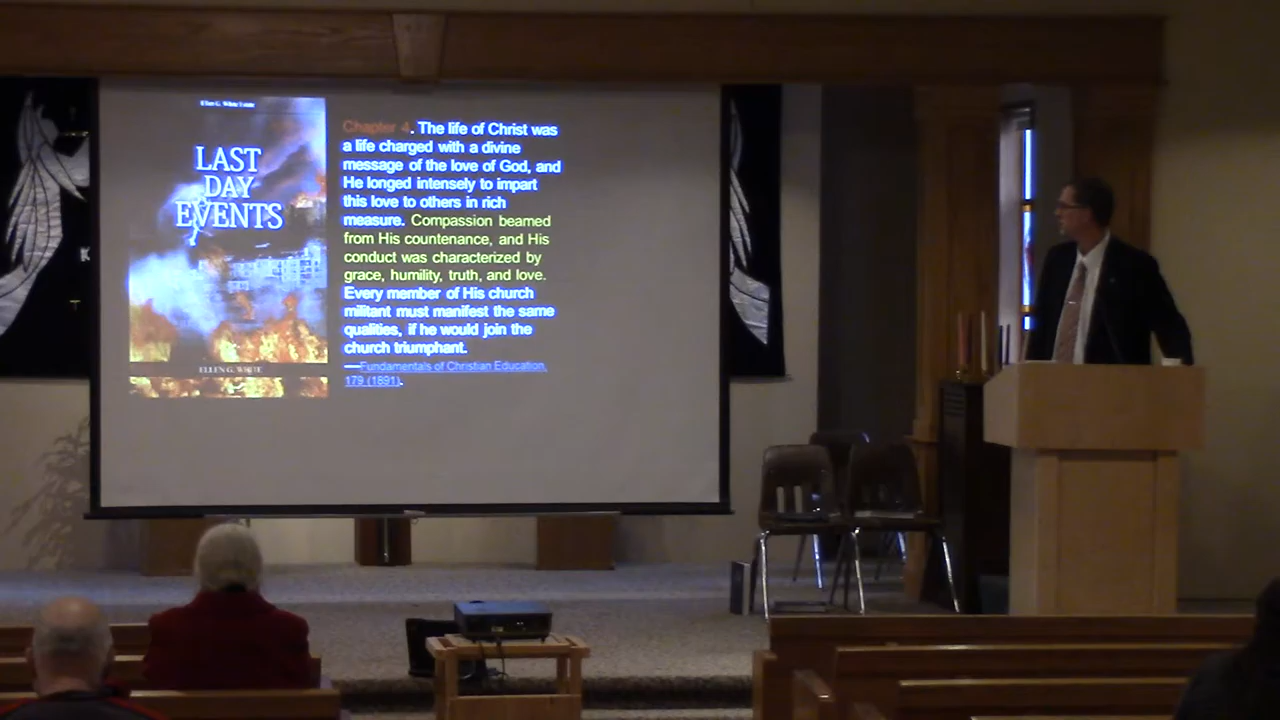 LAST
DAY
EVENTS
ELLEN G. WHITE
Chapter 4. The life of Christ was
a life charged with a divine
message of the love of God, and
He longed intensely to impart
this love to others in rich
measure. Compassion beamed
from His countenance, and His
conduct was characterized by
grace, humility, truth, and love.
Every member of His church
militant must manifest the same
qualities, if he would join the
church triumphant.
—Fundamentals of Christian Education,
179 (1891).